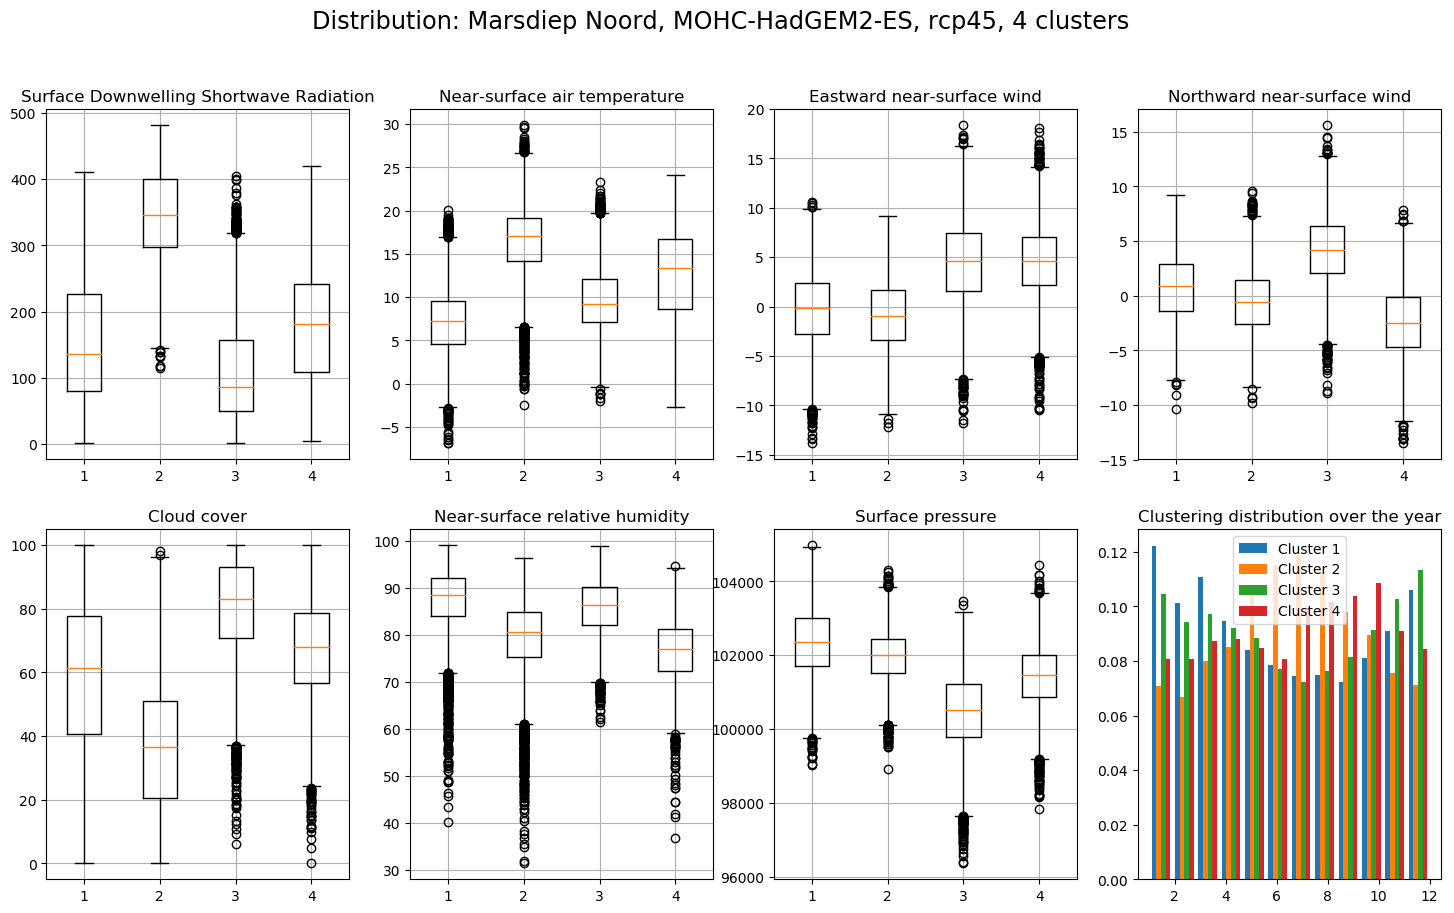 Distribution: Marsdiep Noord, MOHC-HadGEM2-ES, rcp45, 4 clusters
Surface Downwelling Shortwave Radiation
500
400
300
200
100
0
1 2 3 4
Near-surface air temperature
30
25
20
15
10
5
0
−5
1 2 3 4
Eastward near-surface wind
20
15
10
5
0
−5
−10
−15
1 2 3 4
Northward near-surface wind
15
10
5
0
−5
−10
−15
1 2 3 4
Cloud cover
100
80
60
40
20
0
1 2 3 4
Near-surface relative humidity
100
90
80
70
60
50
40
30
1 2 3 4
Surface pressure
104000
102000
100000
98000
96000
1 2 3 4
Clustering distribution over the year
Cluster 1
Cluster 2
Cluster 3
Cluster 4
0.12
0.10
0.08
0.06
0.04
0.02
0.00
2 4 6 8 10 12